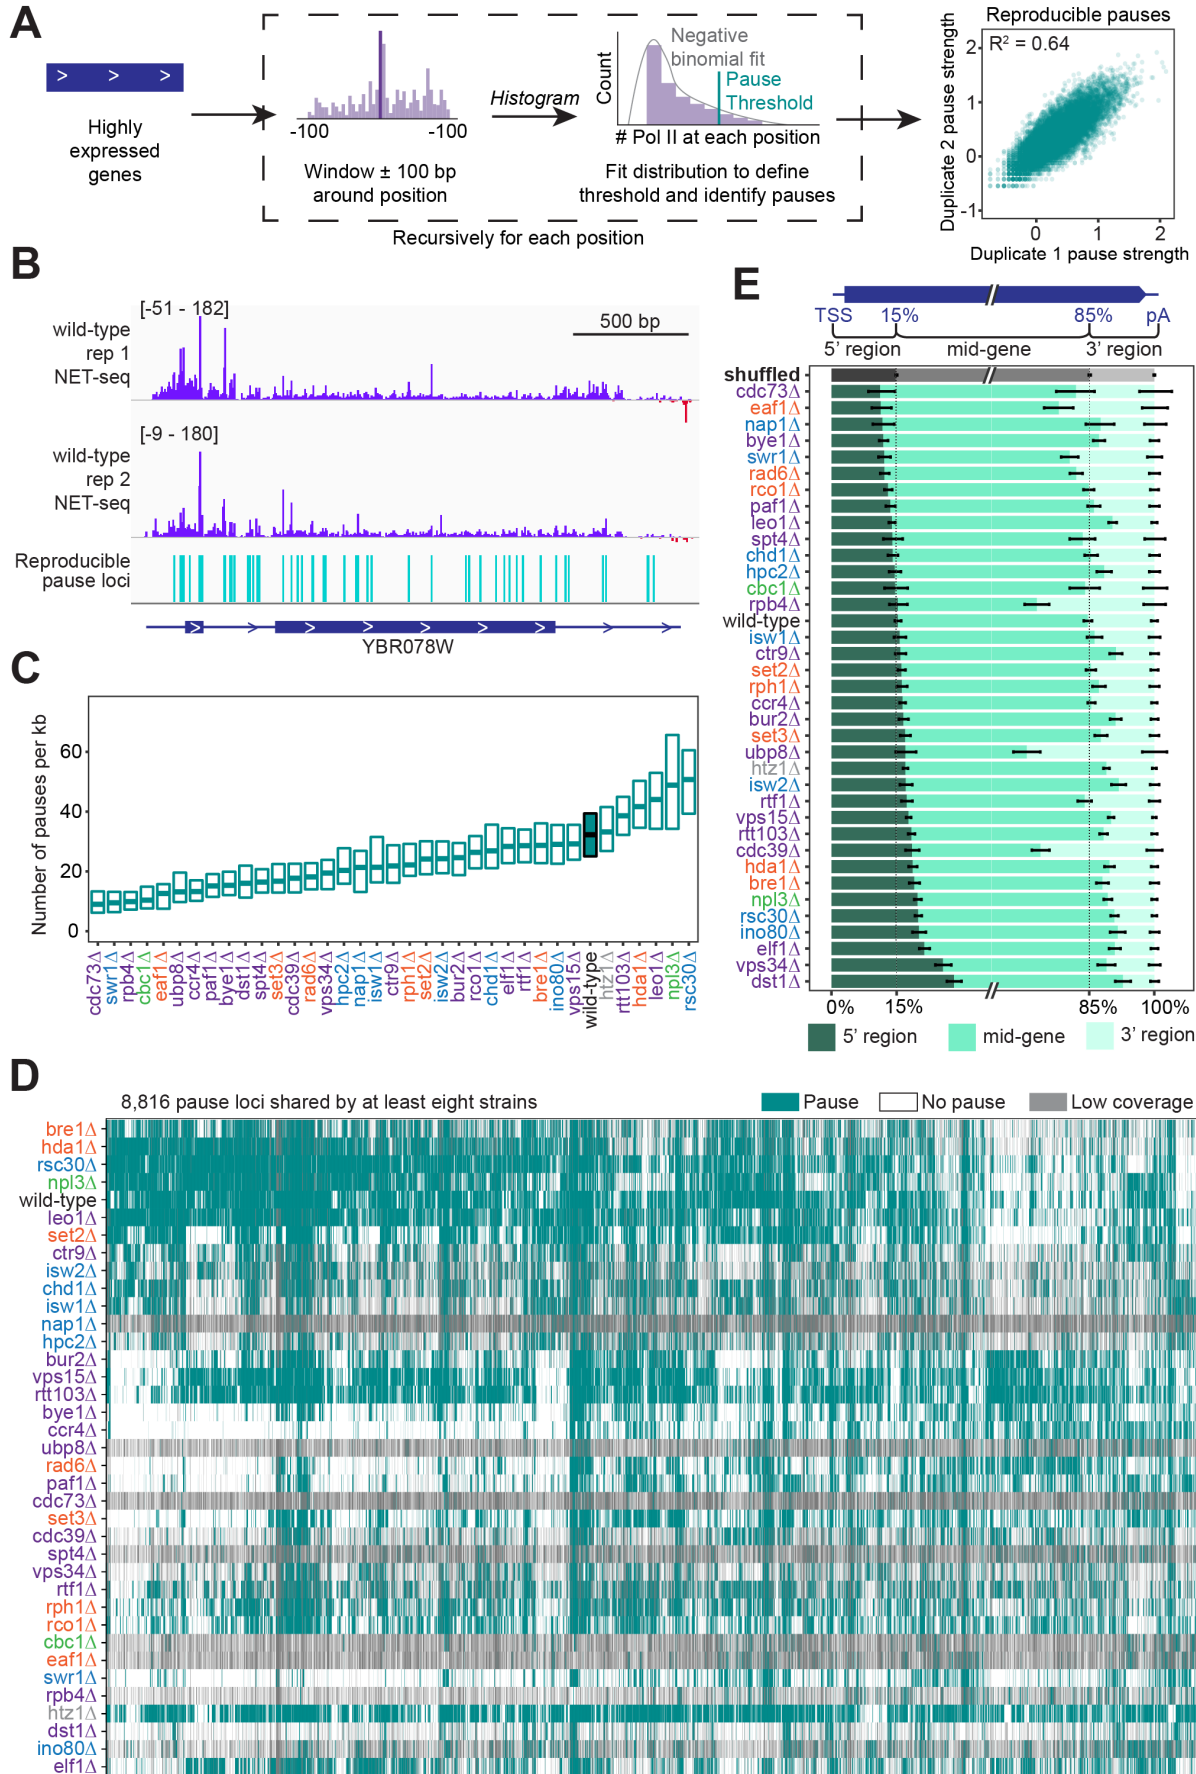 A
Highly
expressed
genes
-100
-100
Window ± 100 bp
around position
Histogram
Count
Negative
binomial fit
Pause
Threshold
# Pol II at each position
Fit distribution to define
threshold and identify pauses
Recursively for each position
Reproducible pauses
R² = 0.64
Duplicate 2 pause strength
2
1
0
-1
0
1
2
Duplicate 1 pause strength
B
[-51 - 182]
500 bp
wild-type
rep 1
NET-seq
[-9 - 180]
wild-type
rep 2
NET-seq
Reproducible
pause loci
YBR078W
C
Number of pauses per kb
60
40
20
0
cdc73Δ
swr1Δ
rpb4Δ
cbc1Δ
eaf1Δ
ubp8Δ
ccr4Δ
paf1Δ
bye1Δ
dst1Δ
spt4Δ
set3Δ
cdc39Δ
rad6Δ
vps34Δ
hpc2Δ
nap1Δ
isw1Δ
ctr9Δ
rph1Δ
set2Δ
isw2Δ
bur2Δ
rco1Δ
chd1Δ
elf1Δ
rtf1Δ
bre1Δ
ino80Δ
vps15Δ
wild-type
htz1Δ
rtt103Δ
hda1Δ
leo1Δ
npl3Δ
rsc30Δ
E
TSS
15%
85%
pA
5' region
mid-gene
3' region
shuffled
cdc73Δ
eaf1Δ
nap1Δ
bye1Δ
swr1Δ
rad6Δ
rco1Δ
paf1Δ
leo1Δ
spt4Δ
chd1Δ
hpc2Δ
cbc1Δ
rpb4Δ
wild-type
isw1Δ
ctr9Δ
set2Δ
rph1Δ
ccr4Δ
bur2Δ
set3Δ
ubp8Δ
htz1Δ
isw2Δ
rtf1Δ
vps15Δ
rtt103Δ
cdc39Δ
hda1Δ
bre1Δ
npl3Δ
rsc30Δ
ino80Δ
elf1Δ
vps34Δ
dst1Δ
0%
15%
85%
100%
5' region
mid-gene
3' region
D
8,816 pause loci shared by at least eight strains
Pause
No pause
Low coverage
bre1Δ
hda1Δ
rsc30Δ
npl3Δ
wild-type
leo1Δ
set2Δ
ctr9Δ
isw2Δ
chd1Δ
isw1Δ
nap1Δ
hpc2Δ
bur2Δ
vps15Δ
rtt103Δ
bye1Δ
ccr4Δ
ubp8Δ
rad6Δ
paf1Δ
cdc73Δ
set3Δ
cdc39Δ
spt4Δ
vps34Δ
rtf1Δ
rph1Δ
rco1Δ
cbc1Δ
eaf1Δ
swr1Δ
rpb4Δ
htz1Δ
dst1Δ
ino80Δ
elf1Δ